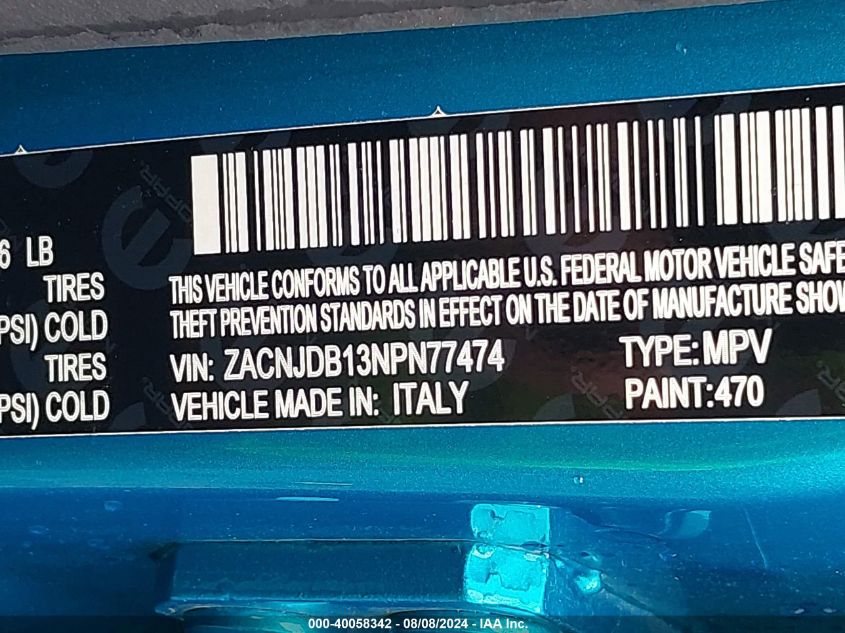 6 LB
TIRES
PSI) COLD
TIRES
PSI) COLD
THIS VEHICLE CONFORMS TO ALL APPLICABLE U.S. FEDERAL MOTOR VEHICLE SAFE
THEFT PREVENTION STANDARDS IN EFFECT ON THE DATE OF MANUFACTURE SHOW
VIN: ZACNJDB13NPN77474 TYPE: MPV
VEHICLE MADE IN: ITALY PAINT: 470
000-40058342 - 08/08/2024 - IAA Inc.